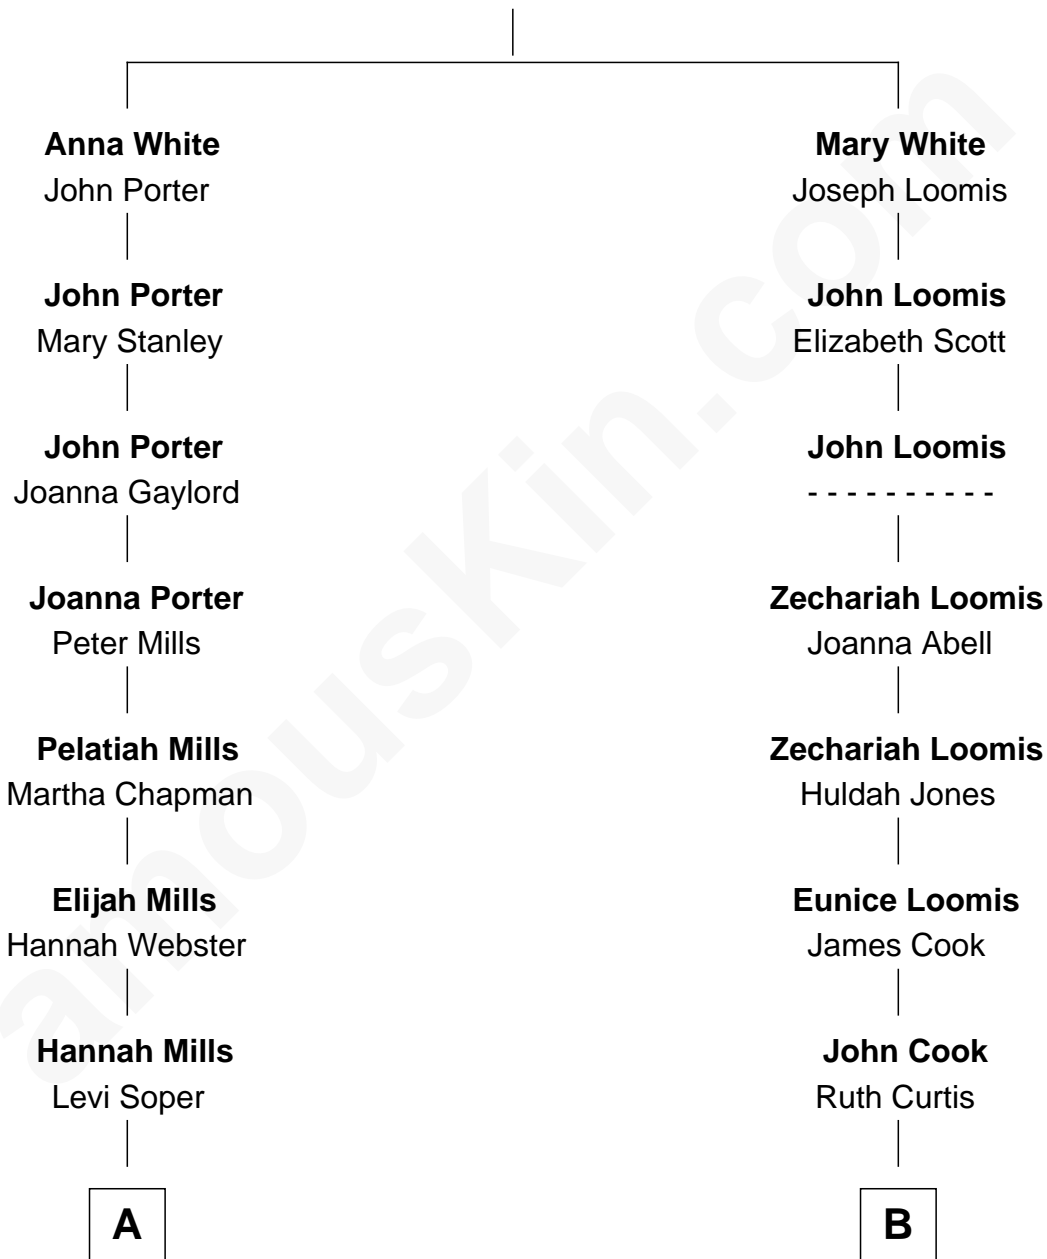 Anna White
John Porter
John Porter
Mary Stanley
John Porter
Joanna Gaylord
Joanna Porter
Peter Mills
Pelatiah Mills
Martha Chapman
Elijah Mills
Hannah Webster
Hannah Mills
Levi Soper
A
Mary White
Joseph Loomis
John Loomis
Elizabeth Scott
John Loomis
- - - - - - - - - -
Zechariah Loomis
Joanna Abell
Zechariah Loomis
Huldah Jones
Eunice Loomis
James Cook
John Cook
Ruth Curtis
B
amouskin.com